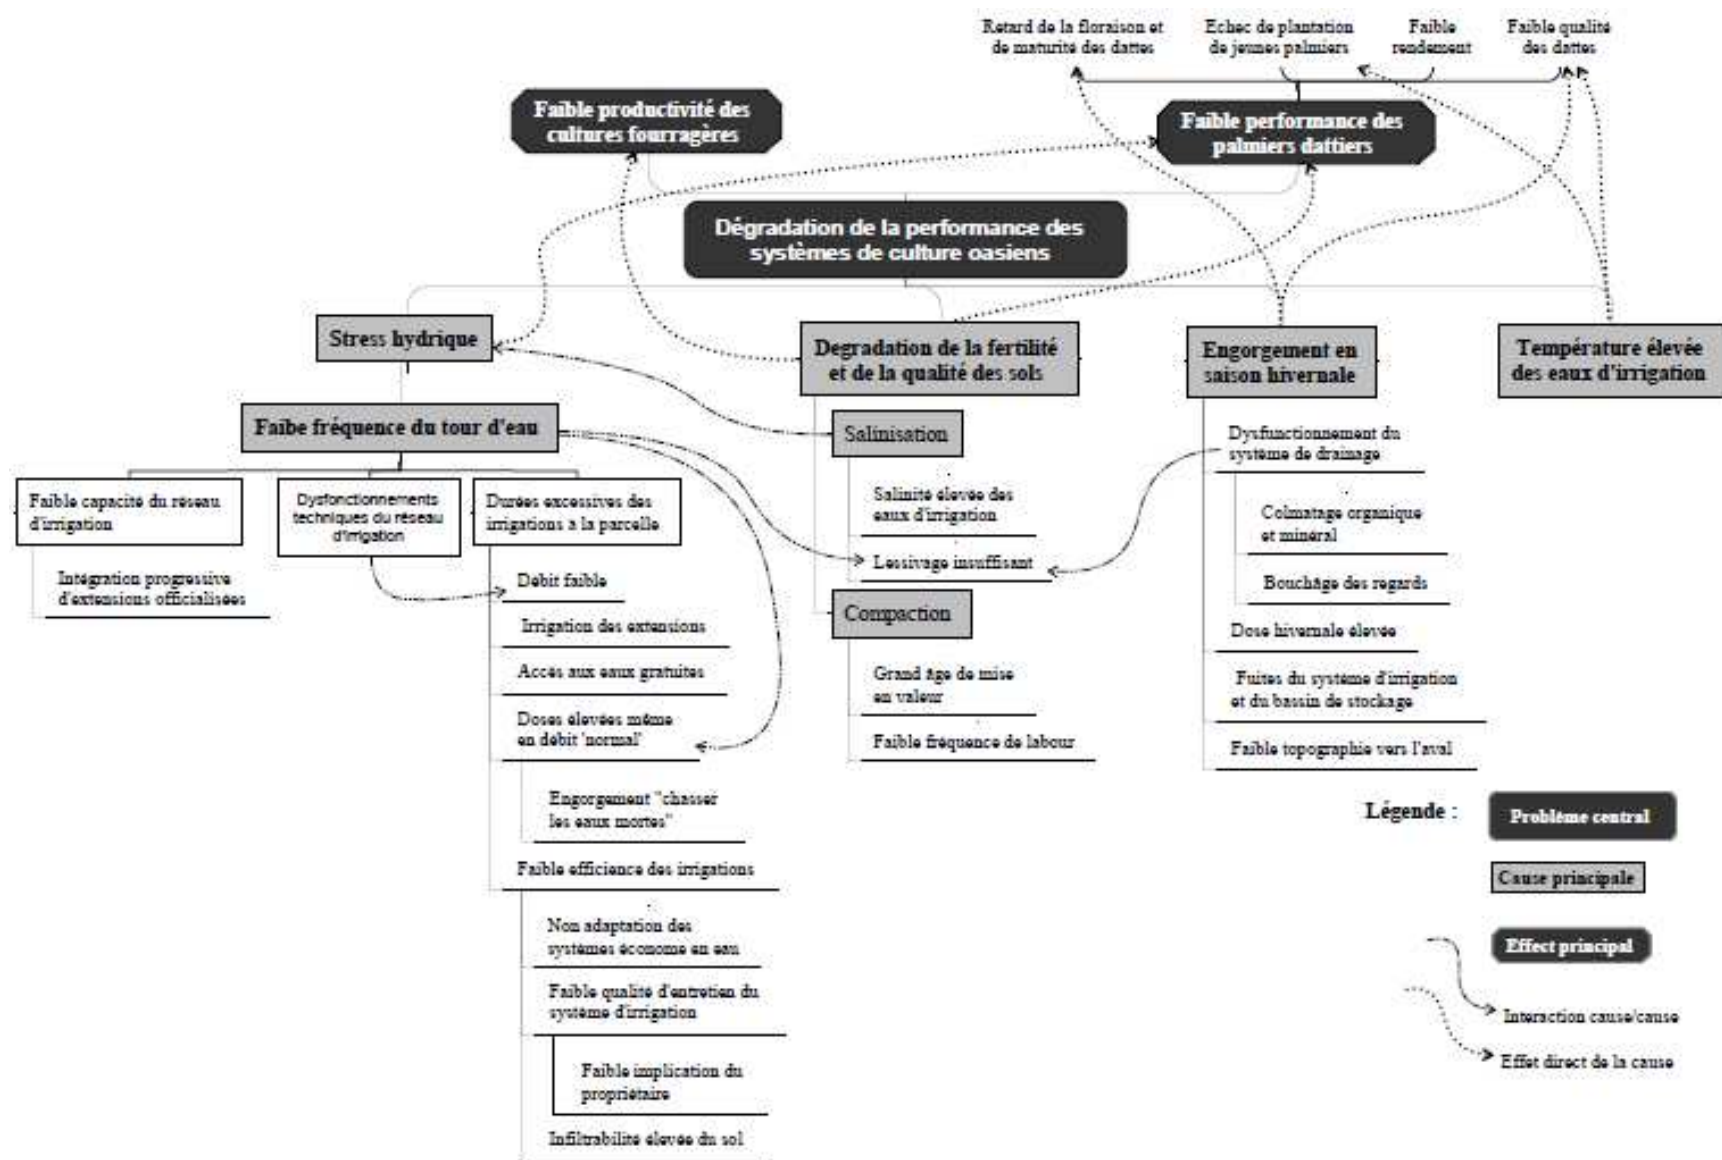 Retard de la floraison et
de maturité des dattes
Echec de plantation
de jeunes palmiers
Faible
rendement
Faible qualité
des dattes
Faible productivité des
cultures fourragères
Faible performance des
palmiers dattiers
Dégradation de la performance des
systèmes de culture oasiens
Stress hydrique
Faibe fréquence du tour d'eau
Faible capacité du réseau
d'irrigation
Intégration progressive
d'extensions officialisées
Dysfonctionnements
techniques du réseau
d'irrigation
Durées excessives des
irrigations a la parcelle
Débit faible
Irrigation des extensions
Accès aux eaux gratuites
Doses élevées même
en débit 'normal'
Engorgement "chasser
les eaux mortes"
Faible efficience des irrigations
Non adaptation des
systèmes économe en eau
Faible qualité d'entretien du
système d'irrigation
Faible implication du
propriétaire
Infiltrabilité élevée du sol
Degradation de la fertilité
et de la qualité des sols
Salinisation
Salinité élevée des
eaux d'irrigation
Lessivage insuffisant
Compaction
Grand âge de mise
en valeur
Faible fréquence de labour
Engorgement en
saison hivernale
Dysfunctionnement du
système de drainage
Colmatage organique
et minéral
Bouchâge des regards
Dose hivernale élevée
Fuites du système d'irrigation
et du bassin de stockage
Faible topographie vers l'aval
Température élevée
des eaux d'irrigation
Légende :
Problème central
Cause principale
Effect principal
Interaction cause/cause
Effet direct de la cause